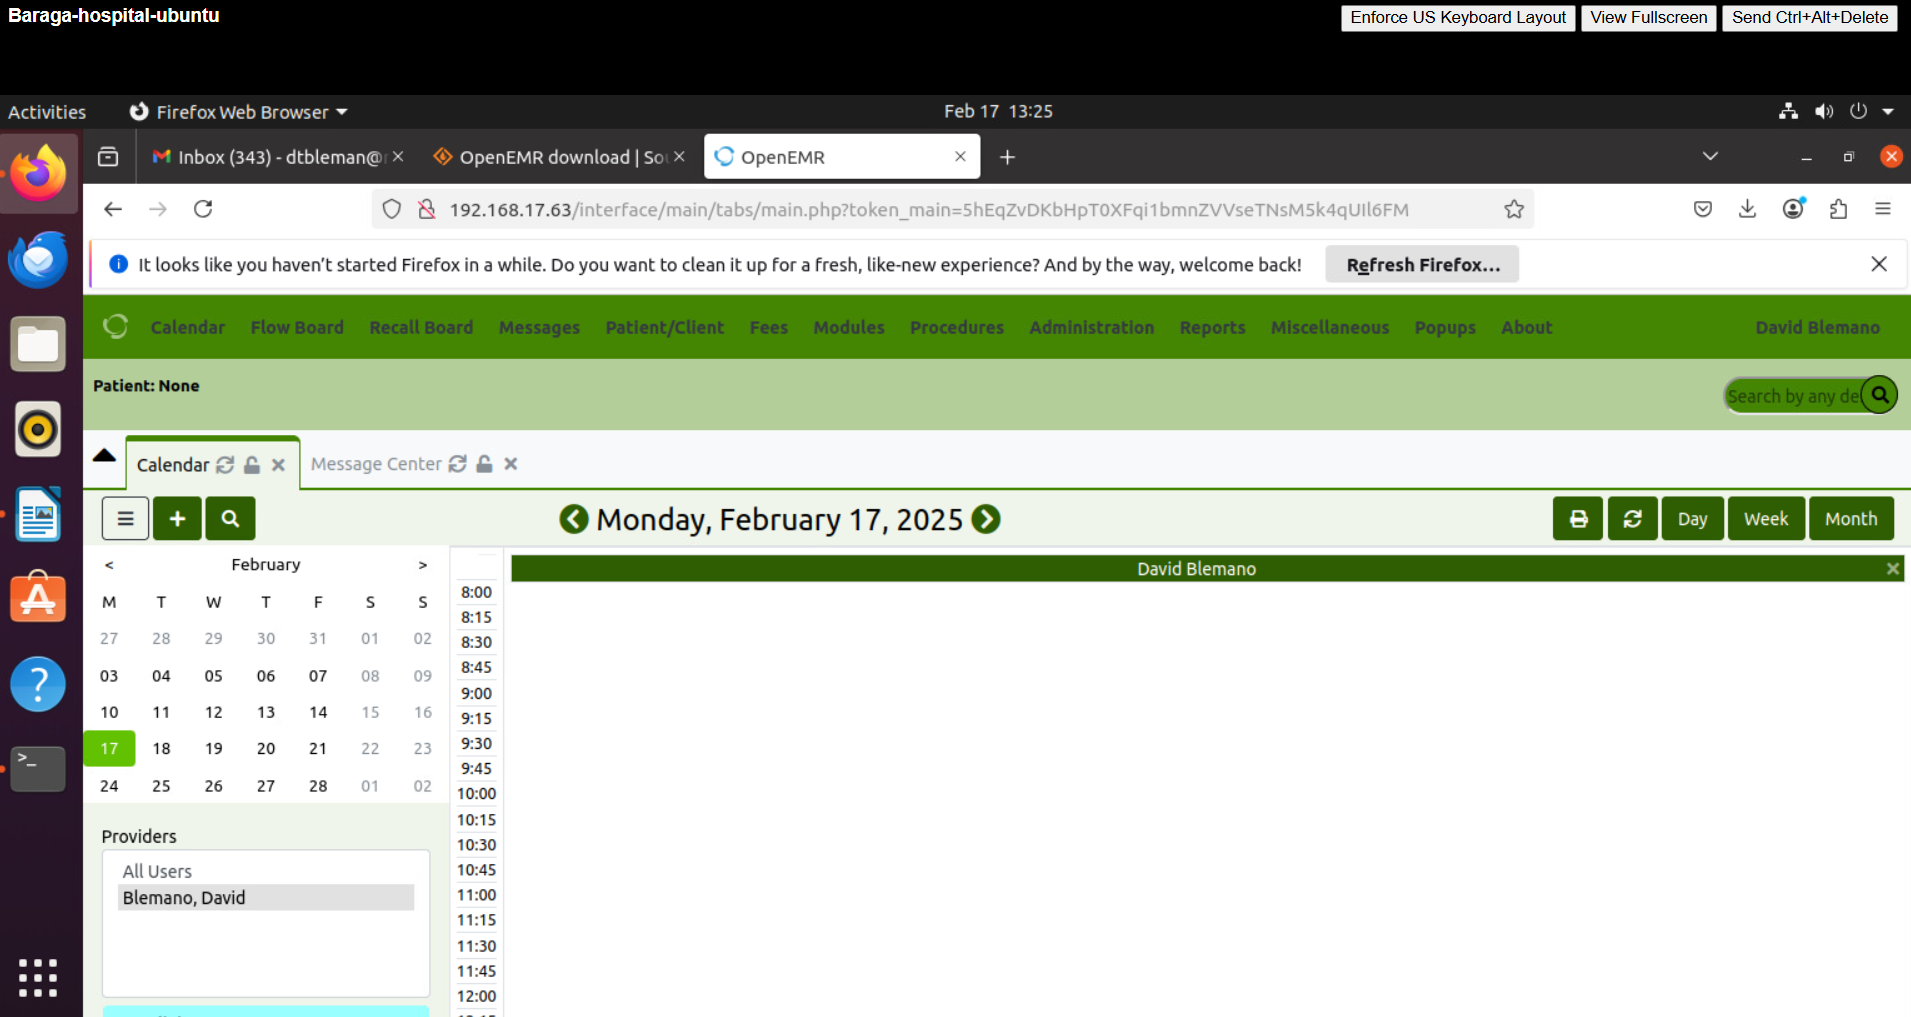 Baraga-hospital-ubuntu
Enforce US Keyboard Layout View Fullscreen Send Ctrl+Alt+Delete
Activities Firefox Web Browser Feb 17 13:25
Inbox (343) - dtbleman@ OpenEMR download | So OpenEMR
192.168.17.63/interface/main/tabs/main.php?token_main=5hEqZvDKbHpT0XFqi1bmnZVVseTNsM5k4qUIl6FM
It looks like you haven't started Firefox in a while. Do you want to clean it up for a fresh, like-new experience? And by the way, welcome back! Refresh Firefox...
Calendar Flow Board Recall Board Messages Patient/Client Fees Modules Procedures Administration Reports Miscellaneous Popups About David Blemano
Patient: None
Search by any de
Calendar Message Center
Monday, February 17, 2025 Day Week Month
< February >
M T W T F S S
27 28 29 30 31 01 02
03 04 05 06 07 08 09
10 11 12 13 14 15 16
17 18 19 20 21 22 23
24 25 26 27 28 01 02
Providers
All Users
Blemano, David
David Blemano
8:00
8:15
8:30
8:45
9:00
9:15
9:30
9:45
10:00
10:15
10:30
10:45
11:00
11:15
11:30
11:45
12:00